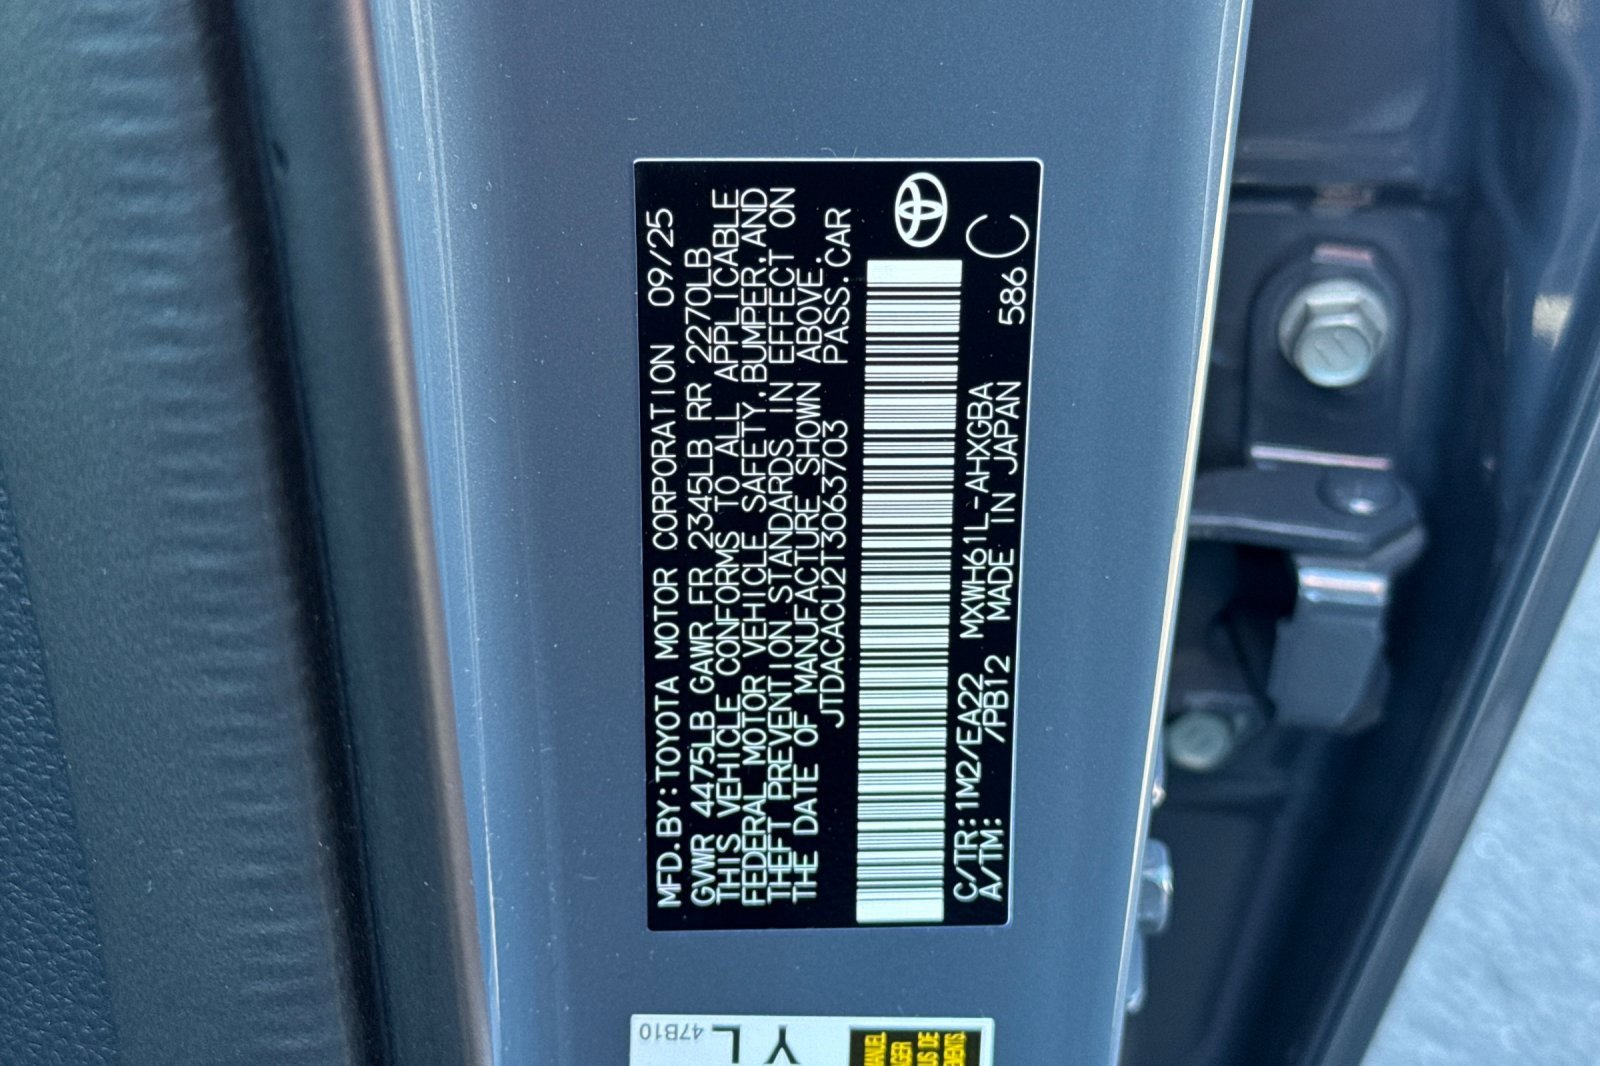 MFD.BY:TOYOTA MOTOR CORPORATION 09/25
GVWR 4475LB GAWR FR 2345LB RR 2270LB
THIS VEHICLE CONFORMS TO ALL APPLICABLE
FEDERAL MOTOR VEHICLE SAFETY,BUMPER,AND
THEFT PREVENTION STANDARDS IN EFFECT ON
THE DATE OF MANUFACTURE SHOWN ABOVE.
JTDACACU2T3063703 PASS.CAR
C/TR:1M2/EA22 MXWH61L-AHXGBA
A/TM: /PB12 MADE IN JAPAN 586 C
47B10
YL